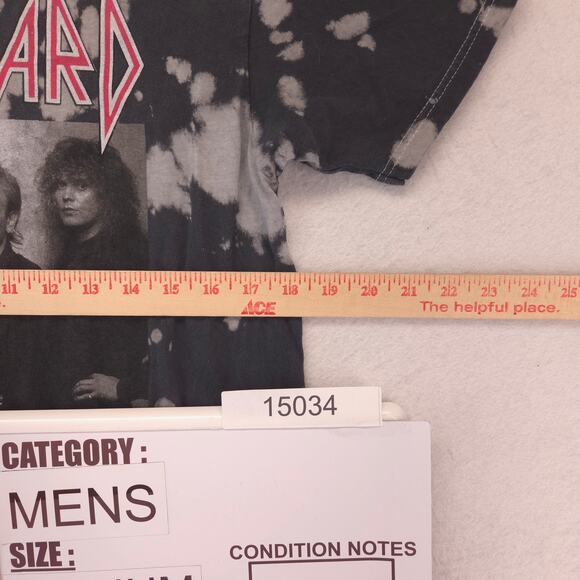 ARD
11 12 13 14 15 16 17 18 19 20 21 22 23 24 25
ACE The helpful place.
15034
CATEGORY :
MENS
SIZE :
CONDITION NOTES